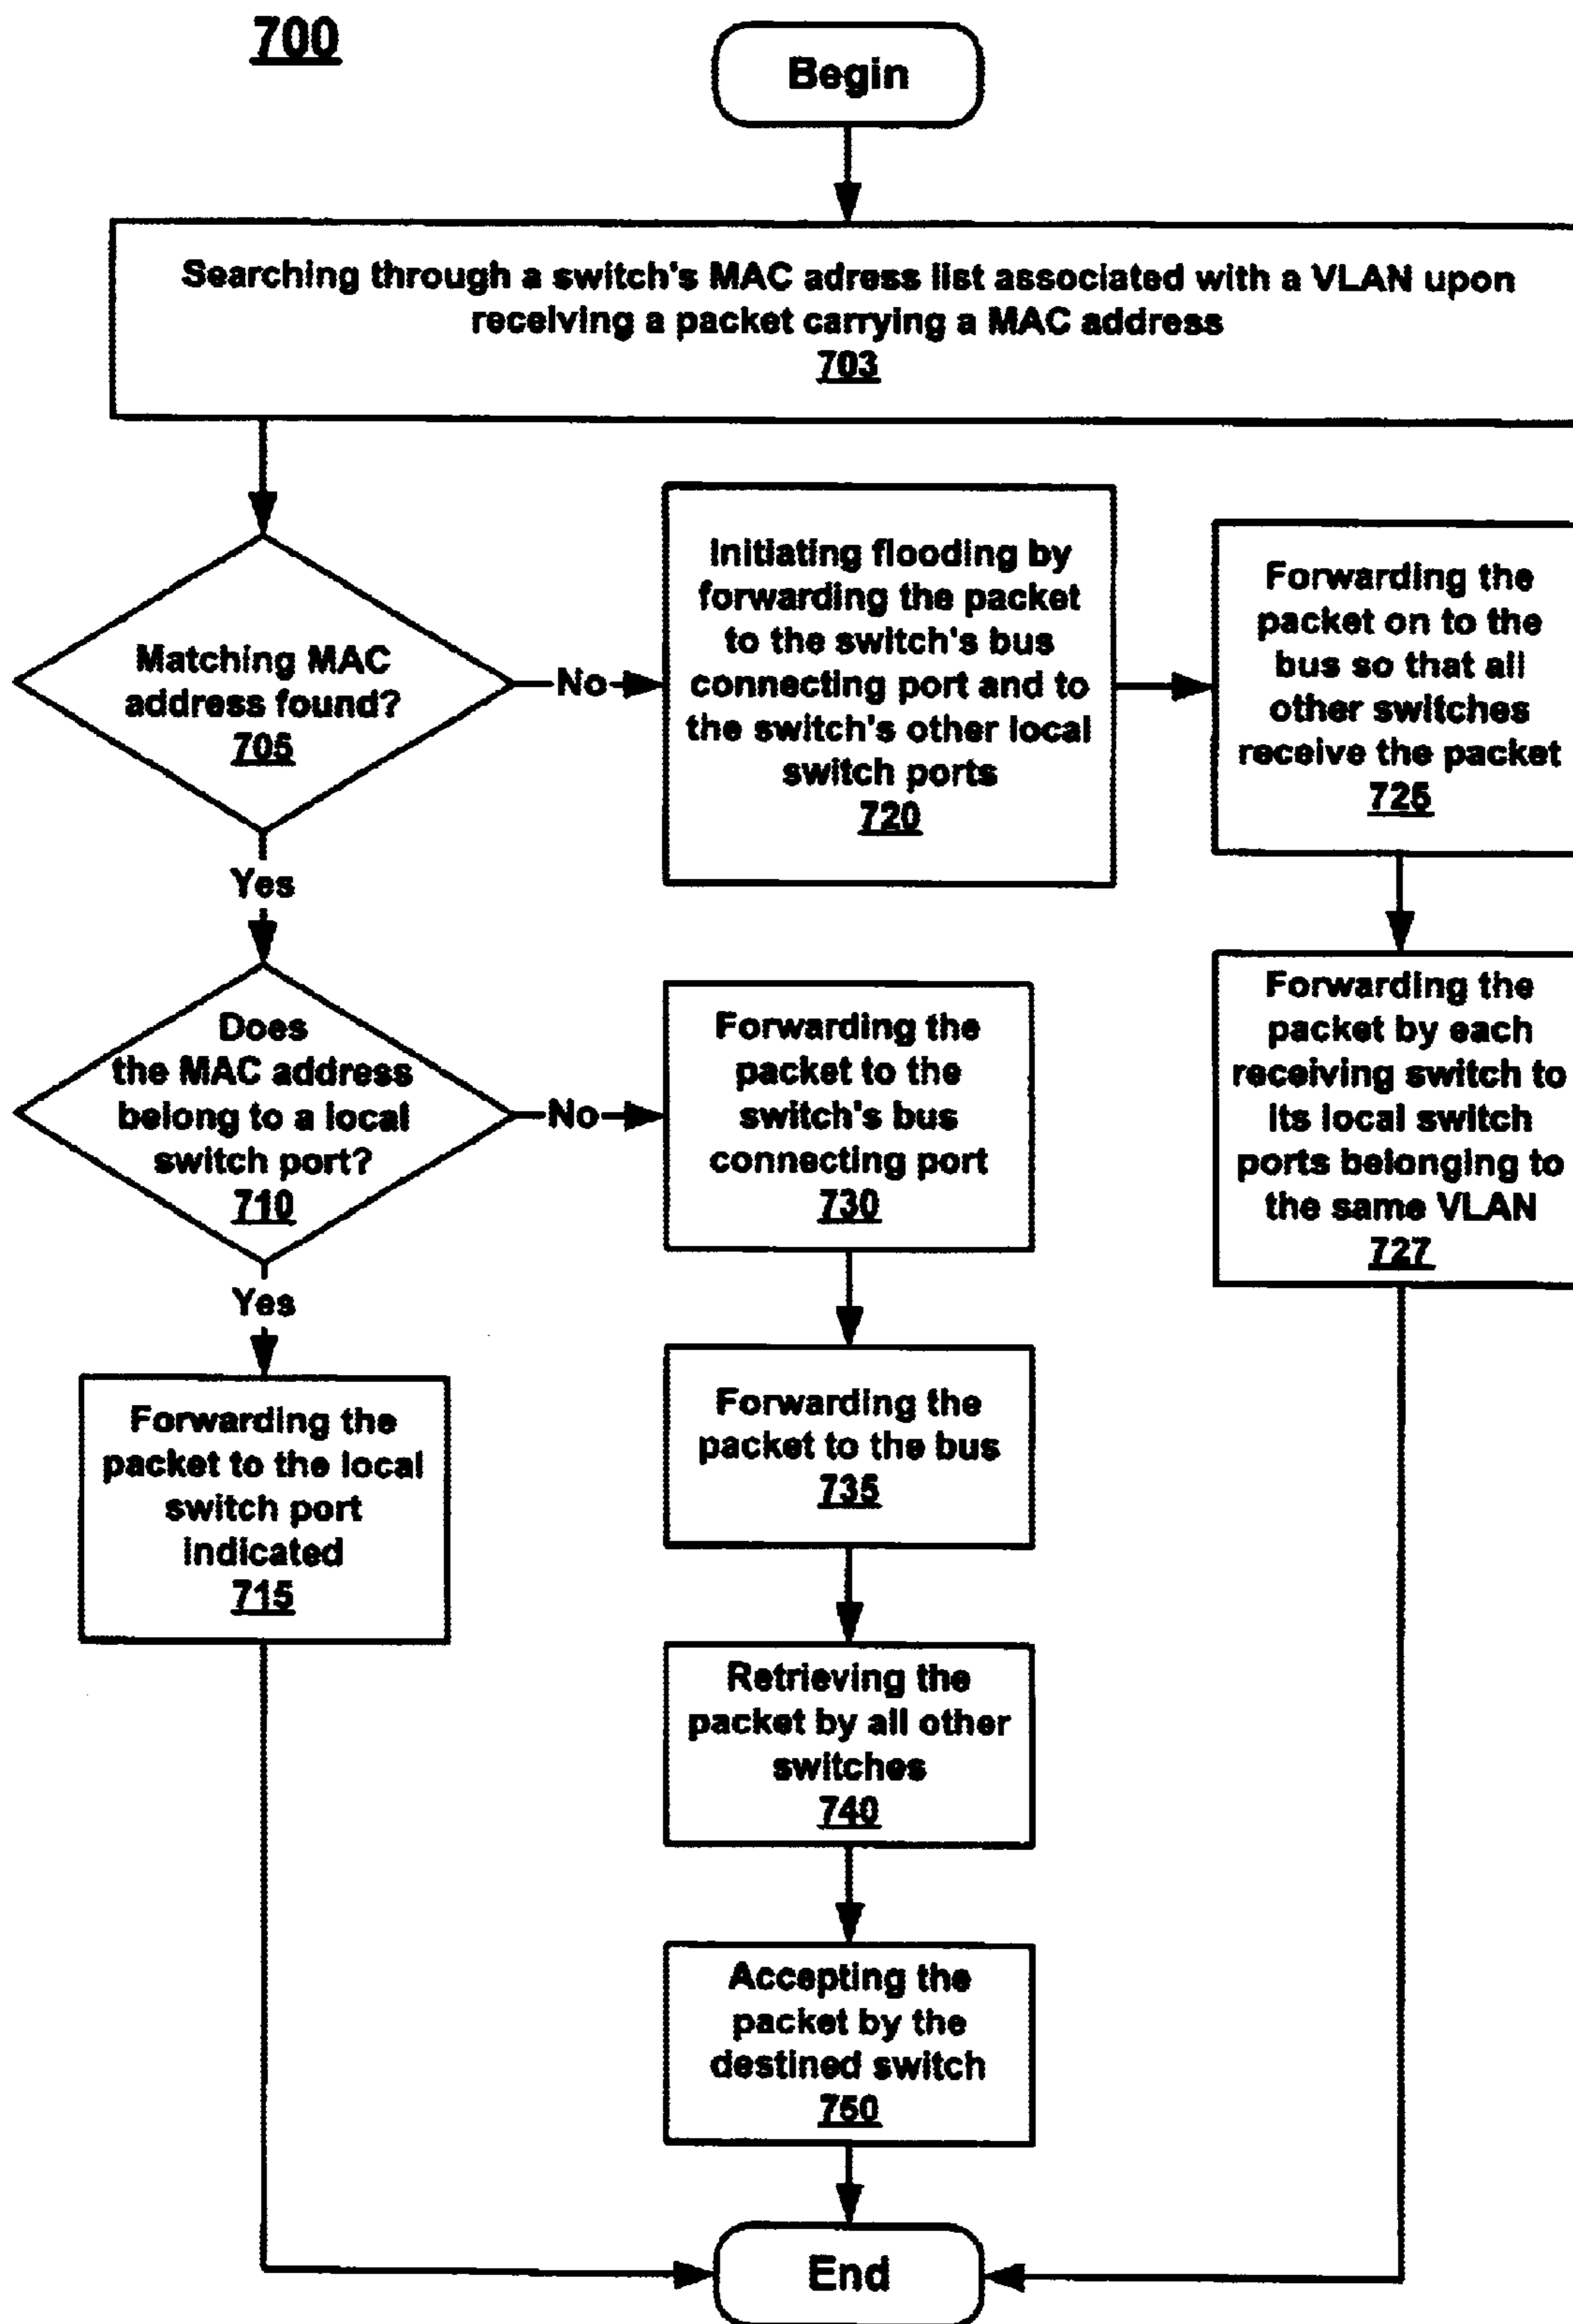 700
Begin
Searching through a switch's MAC adress list associated with a VLAN upon
receiving a packet carrying a MAC address
703
Matching MAC
address found?
705
No
Initiating flooding by
forwarding the packet
to the switch's bus
connecting port and to
the switch's other local
switch ports
720
Forwarding the
packet on to the
bus so that all
other switches
receive the packet
725
Yes
Does
the MAC address
belong to a local
switch port?
710
No
Forwarding the
packet to the
switch's bus
connecting port
730
Forwarding the
packet by each
receiving switch to
its local switch
ports belonging to
the same VLAN
727
Yes
Forwarding the
packet to the local
switch port
indicated
715
Forwarding the
packet to the bus
735
Retrieving the
packet by all other
switches
740
Accepting the
packet by the
destined switch
750
End